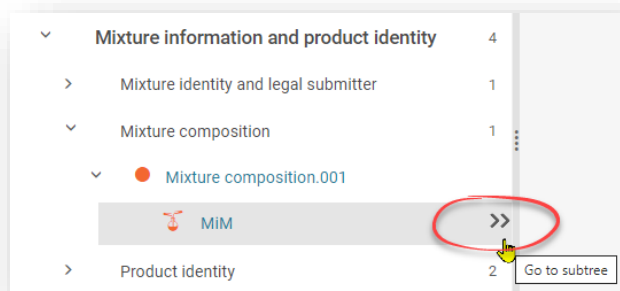 Mixture information and product identity 4
Mixture identity and legal submitter 1
Mixture composition 1
Mixture composition.001
MiM
Product identity 2
Go to subtree